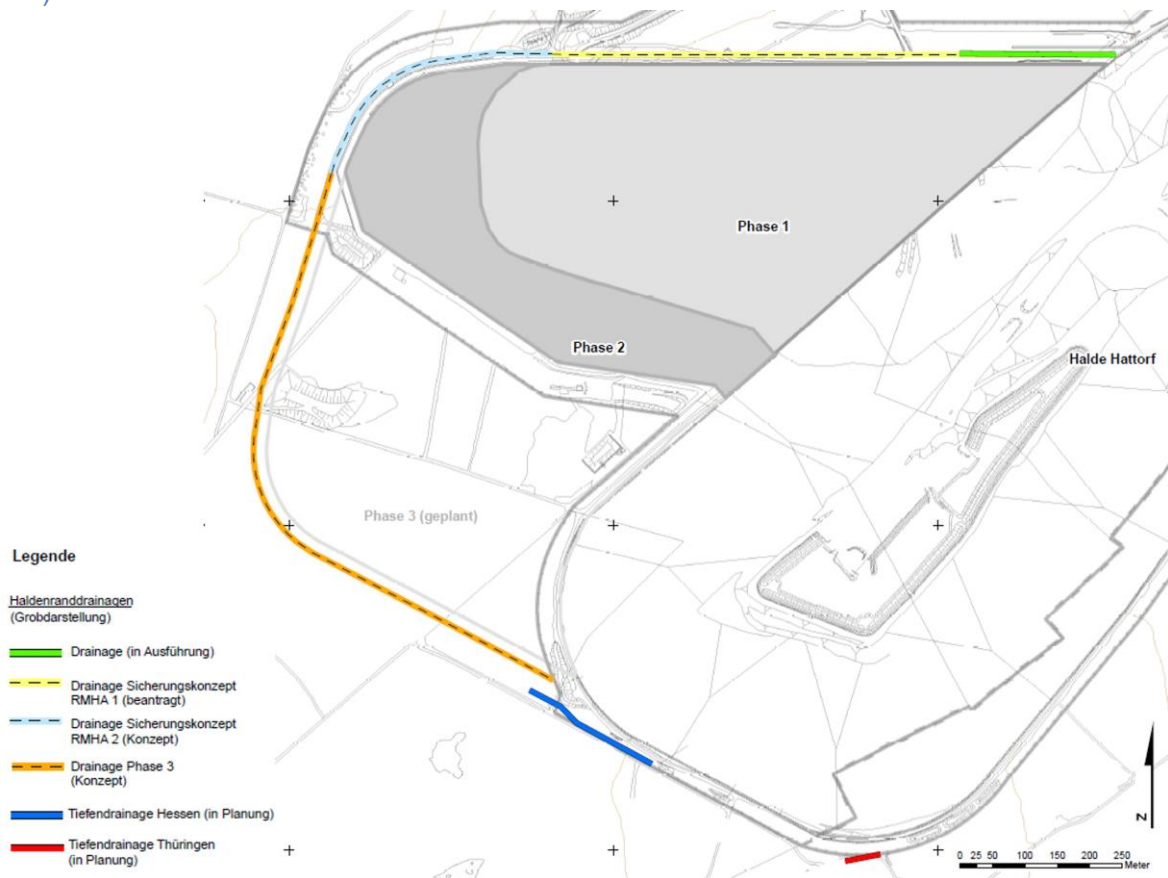 )
Phase 1
Phase 2
Halde Hattorf
Phase 3 (geplant)
Legende
Haldenranddrainagen
(Grobdarstellung)
Drainage (in Ausführung)
Drainage Sicherungskonzept
RMHA 1 (beantragt)
Drainage Sicherungskonzept
RMHA 2 (Konzept)
Drainage Phase 3
(Konzept)
Tiefendrainage Hessen (in Planung)
Tiefendrainage Thüringen
(in Planung)
N
0 25 50 100 150 200 250
Meter